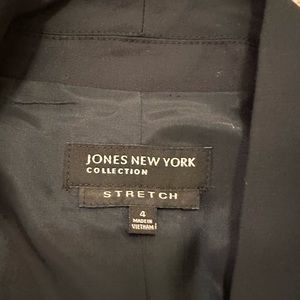 JONES NEW YORK
COLLECTION
STRETCH
4
MADE IN
VIETNAM